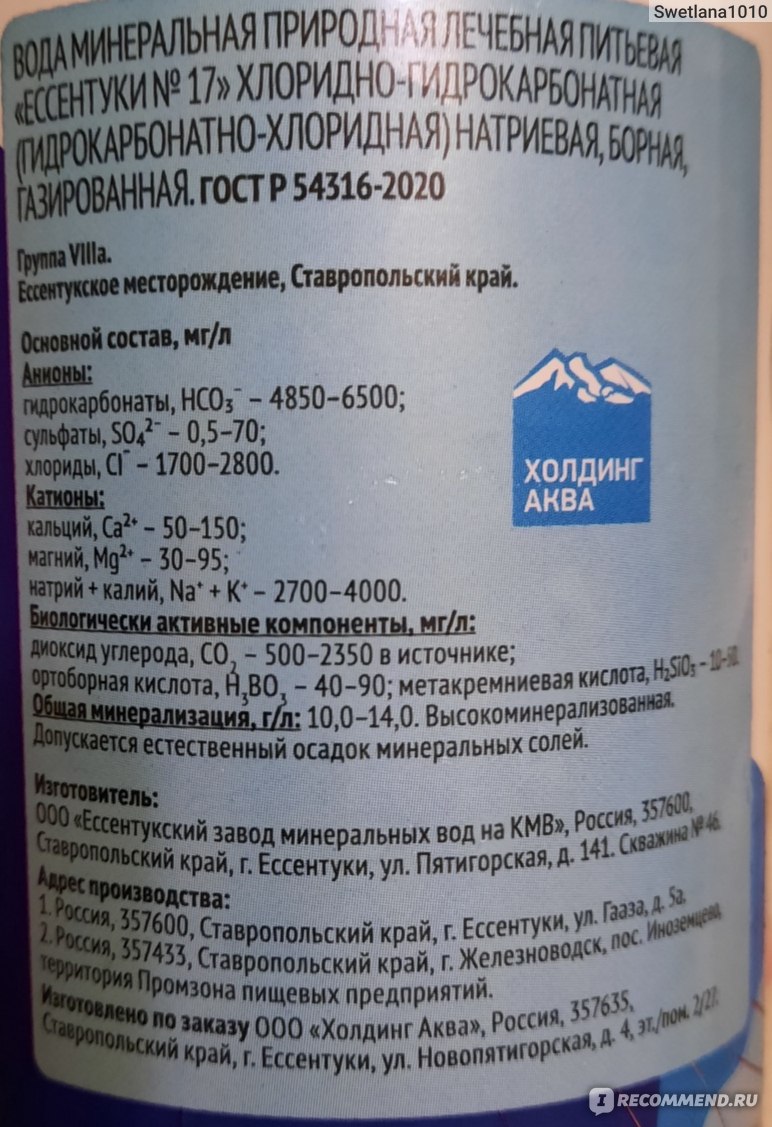 Swetlana1010
ВОДА МИНЕРАЛЬНАЯ ПРИРОДНАЯ ЛЕЧЕБНАЯ ПИТЬЕВАЯ
«ЕССЕНТУКИ № 17» ХЛОРИДНО-ГИДРОКАРБОНАТНАЯ
(ГИДРОКАРБОНАТНО-ХЛОРИДНАЯ) НАТРИЕВАЯ, БОРНАЯ,
ГАЗИРОВАННАЯ. ГОСТ Р 54316-2020
Группа VIIIа.
Ессентукское месторождение, Ставропольский край.
Основной состав, мг/л
Анионы:
гидрокарбонаты, HCO₃⁻ – 4850–6500;
сульфаты, SO₄²⁻ – 0,5–70;
хлориды, Cl⁻ – 1700–2800.
Катионы:
кальций, Ca²⁺ – 50–150;
магний, Mg²⁺ – 30–95;
натрий + калий, Na⁺ + K⁺ – 2700–4000.
Биологически активные компоненты, мг/л:
диоксид углерода, CO₂ – 500–2350 в источнике;
ортоборная кислота, H₃BO₃ – 40–90; метакремниевая кислота, H₂SiO₃ –
Общая минерализация, г/л: 10,0–14,0. Высокоминерализованная.
Допускается естественный осадок минеральных солей.
ХОЛДИНГ
АКВА
Изготовитель:
ООО «Ессентукский завод минеральных вод на КМВ», Россия, 357600,
Ставропольский край, г. Ессентуки, ул. Пятигорская, д. 141. Скважина № 46.
Адрес производства:
1. Россия, 357600, Ставропольский край, г. Ессентуки, ул. Гааза, д. 5а,
2. Россия, 357433, Ставропольский край, г. Железноводск, пос. Иноземцево,
территория Промзона пищевых предприятий.
Изготовлено по заказу ООО «Холдинг Аква», Россия, 357635,
Ставропольский край, г. Ессентуки, ул. Новопятигорская, д. 4, эт./пом. 2/27.
I RECOMMEND.RU